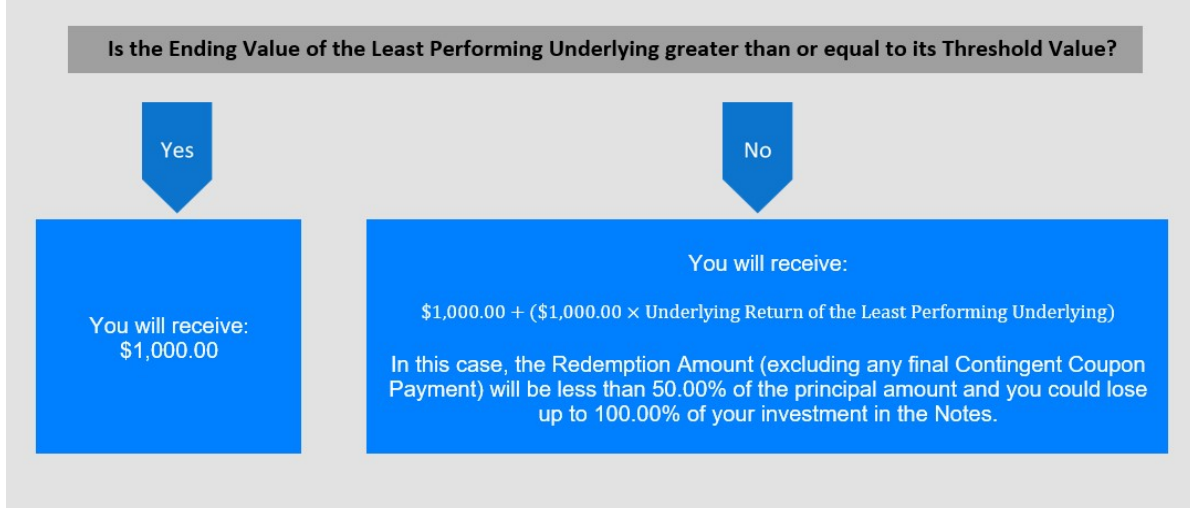 Is the Ending Value of the Least Performing Underlying greater than or equal to its Threshold Value?
Yes
No
You will receive:
$1,000.00
You will receive:
$1,000.00 + ($1,000.00 × Underlying Return of the Least Performing Underlying)
In this case, the Redemption Amount (excluding any final Contingent Coupon
Payment) will be less than 50.00% of the principal amount and you could lose
up to 100.00% of your investment in the Notes.